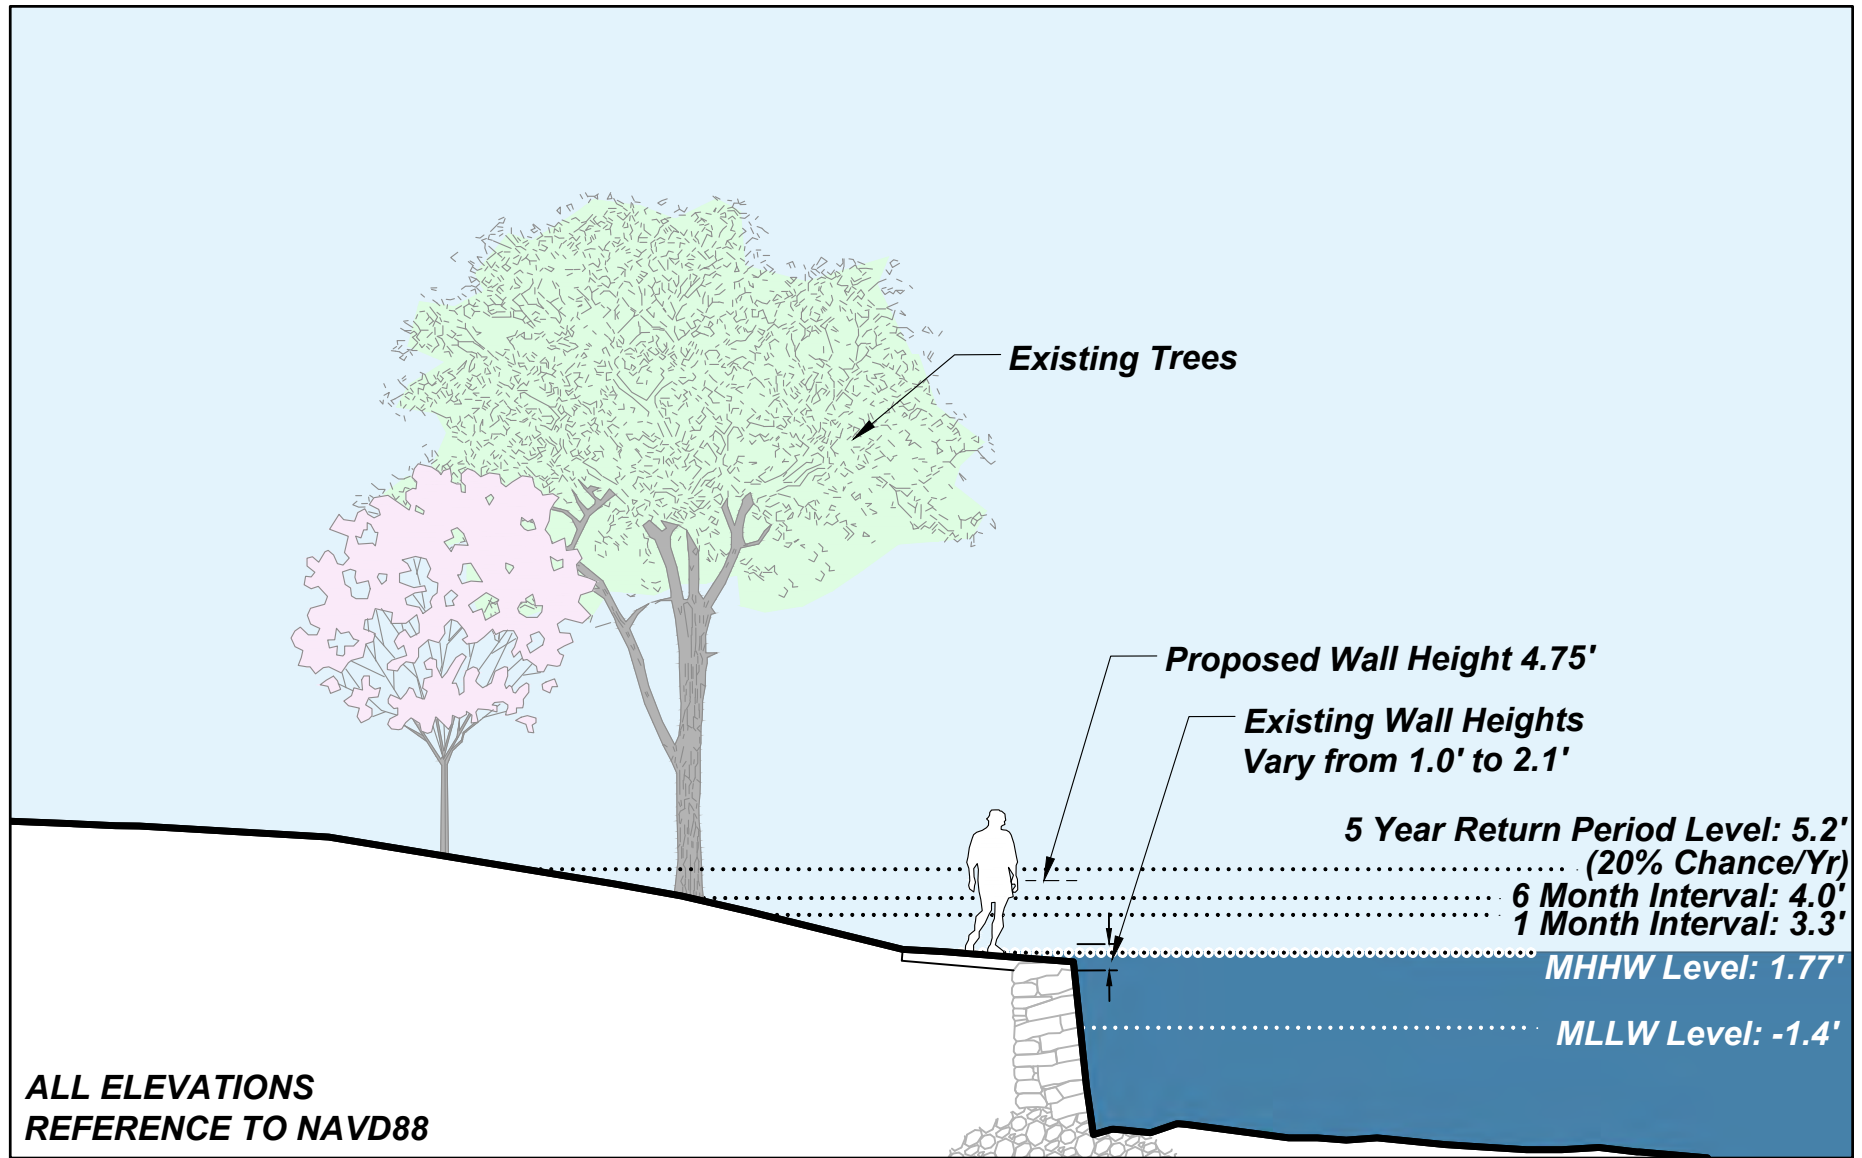 Existing Trees
Proposed Wall Height 4.75'
Existing Wall Heights
Vary from 1.0' to 2.1'
5 Year Return Period Level: 5.2'
(20% Chance/Yr)
6 Month Interval: 4.0'
1 Month Interval: 3.3'
MHHW Level: 1.77'
MLLW Level: -1.4'
ALL ELEVATIONS
REFERENCE TO NAVD88